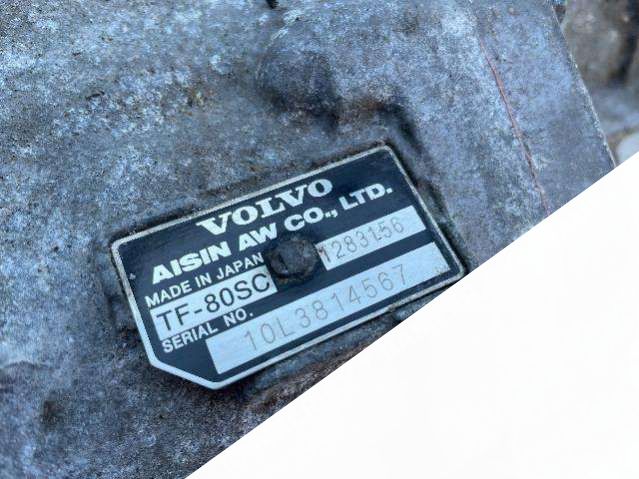 VOLVO
AISIN AW CO., LTD.
MADE IN JAPAN
TF-80SC 1283156
SERIAL NO.
10L3814567